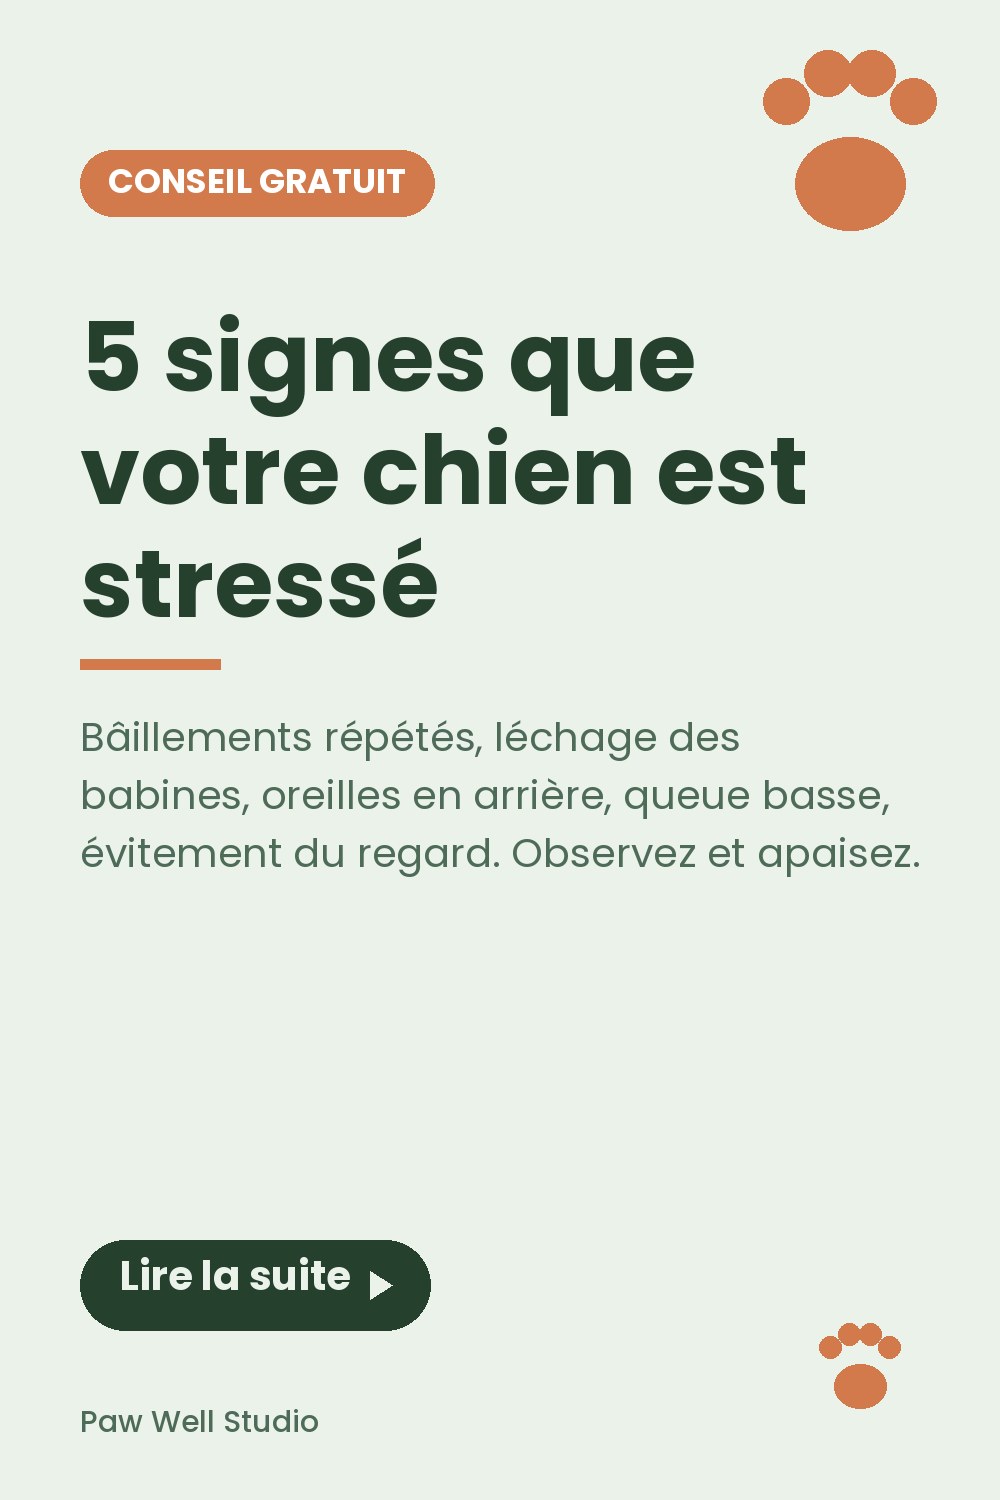 CONSEIL GRATUIT
5 signes que
votre chien est
stressé
Bâillements répétés, léchage des
babines, oreilles en arrière, queue basse,
évitement du regard. Observez et apaisez.
Lire la suite
Paw Well Studio